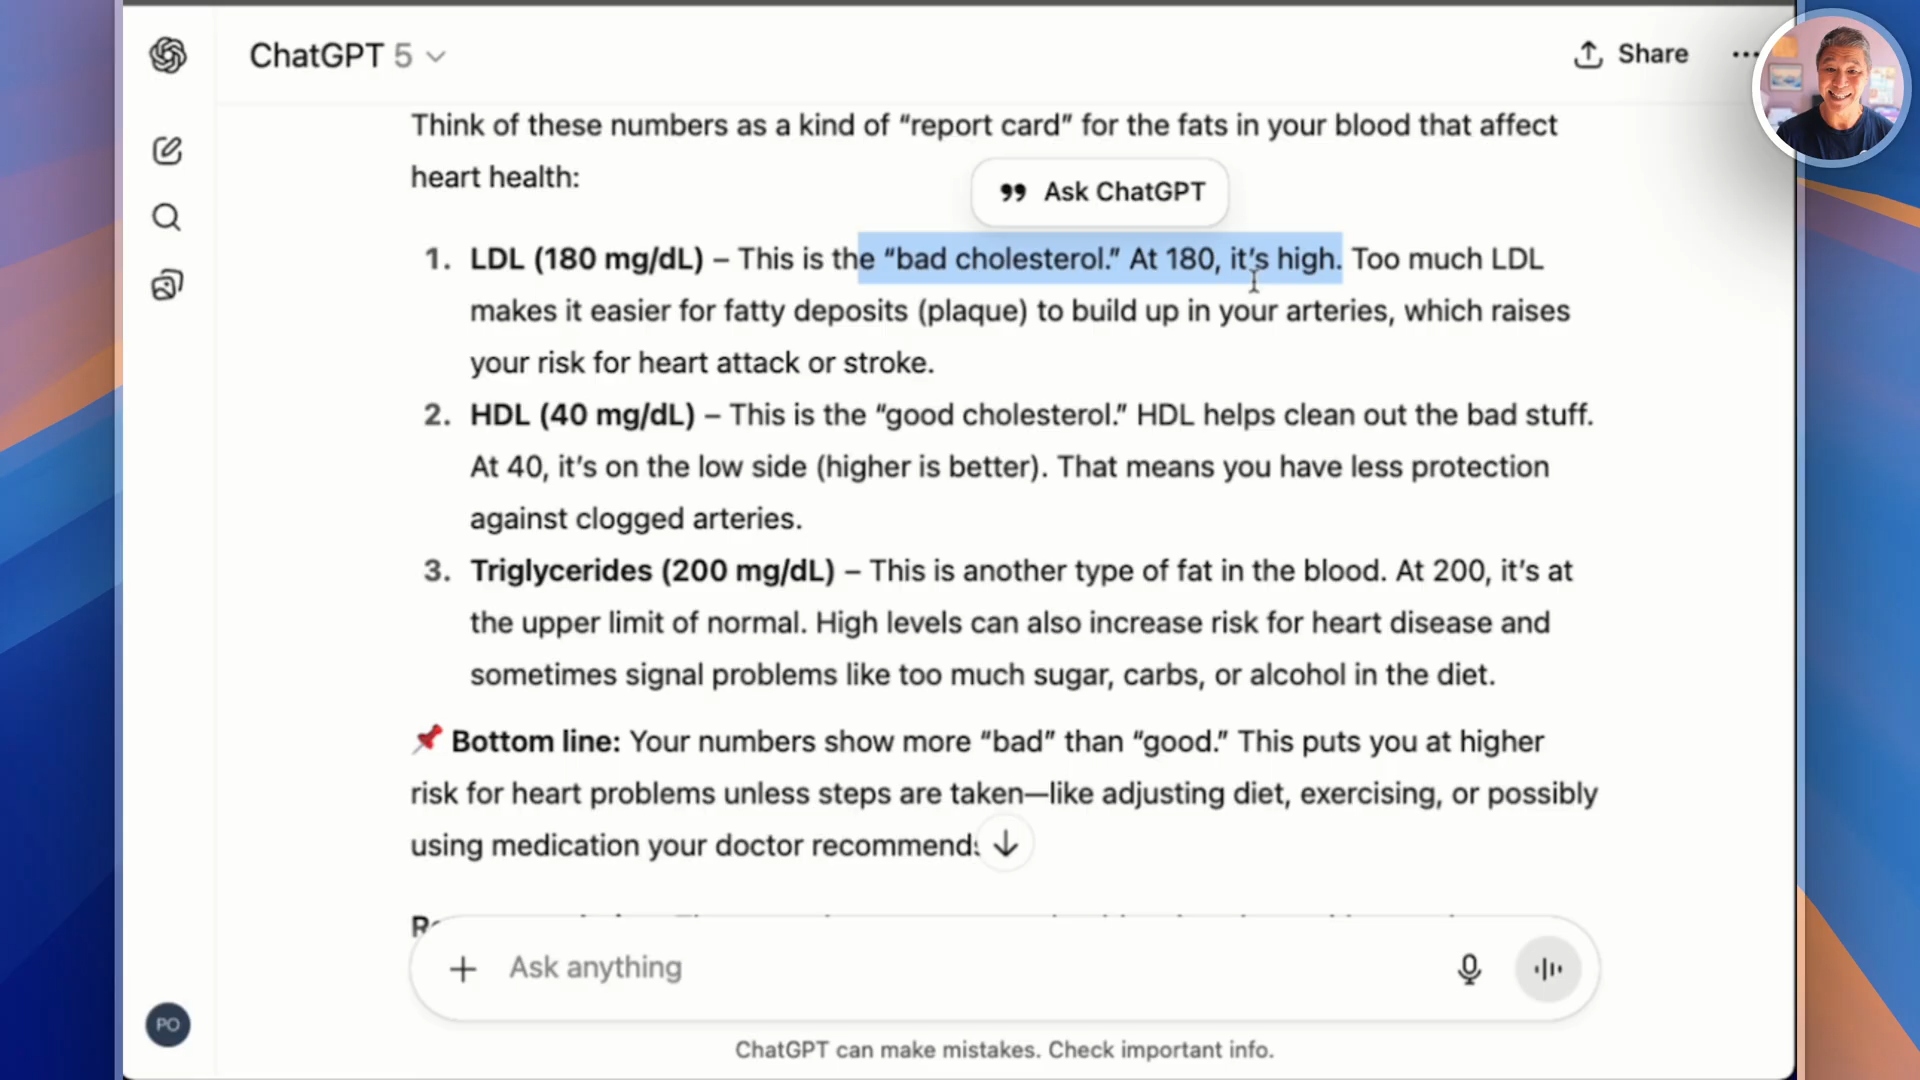 ChatGPT 5
Share
Think of these numbers as a kind of “report card” for the fats in your blood that affect
heart health:
Ask ChatGPT
1. LDL (180 mg/dL) – This is the “bad cholesterol.” At 180, it’s high. Too much LDL
makes it easier for fatty deposits (plaque) to build up in your arteries, which raises
your risk for heart attack or stroke.
2. HDL (40 mg/dL) – This is the “good cholesterol.” HDL helps clean out the bad stuff.
At 40, it’s on the low side (higher is better). That means you have less protection
against clogged arteries.
3. Triglycerides (200 mg/dL) – This is another type of fat in the blood. At 200, it’s at
the upper limit of normal. High levels can also increase risk for heart disease and
sometimes signal problems like too much sugar, carbs, or alcohol in the diet.
📌 Bottom line: Your numbers show more “bad” than “good.” This puts you at higher
risk for heart problems unless steps are taken—like adjusting diet, exercising, or possibly
using medication your doctor recommends
Ask anything
PO
ChatGPT can make mistakes. Check important info.